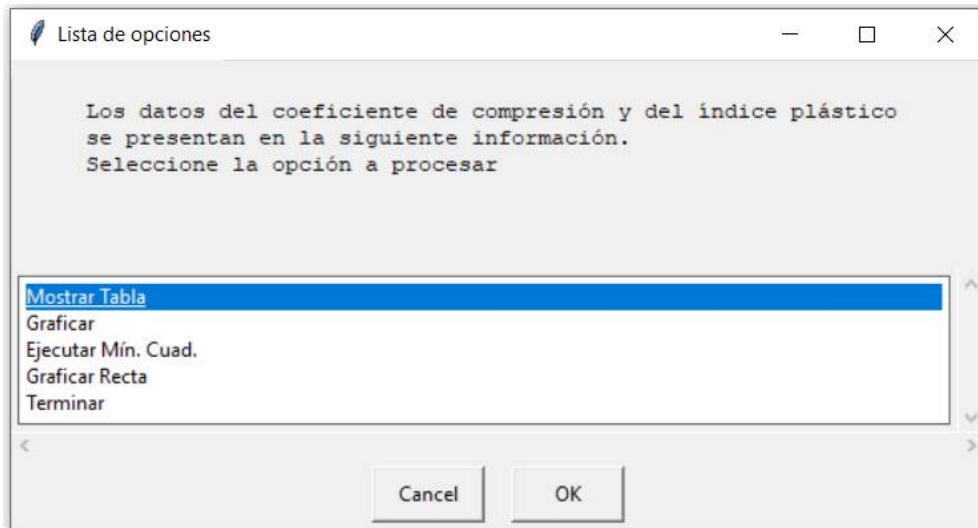 Lista de opciones
Los datos del coeficiente de compresión y del índice plástico
se presentan en la siguiente información.
Seleccione la opción a procesar
Mostrar Tabla
Graficar
Ejecutar Mín. Cuad.
Graficar Recta
Terminar
Cancel OK